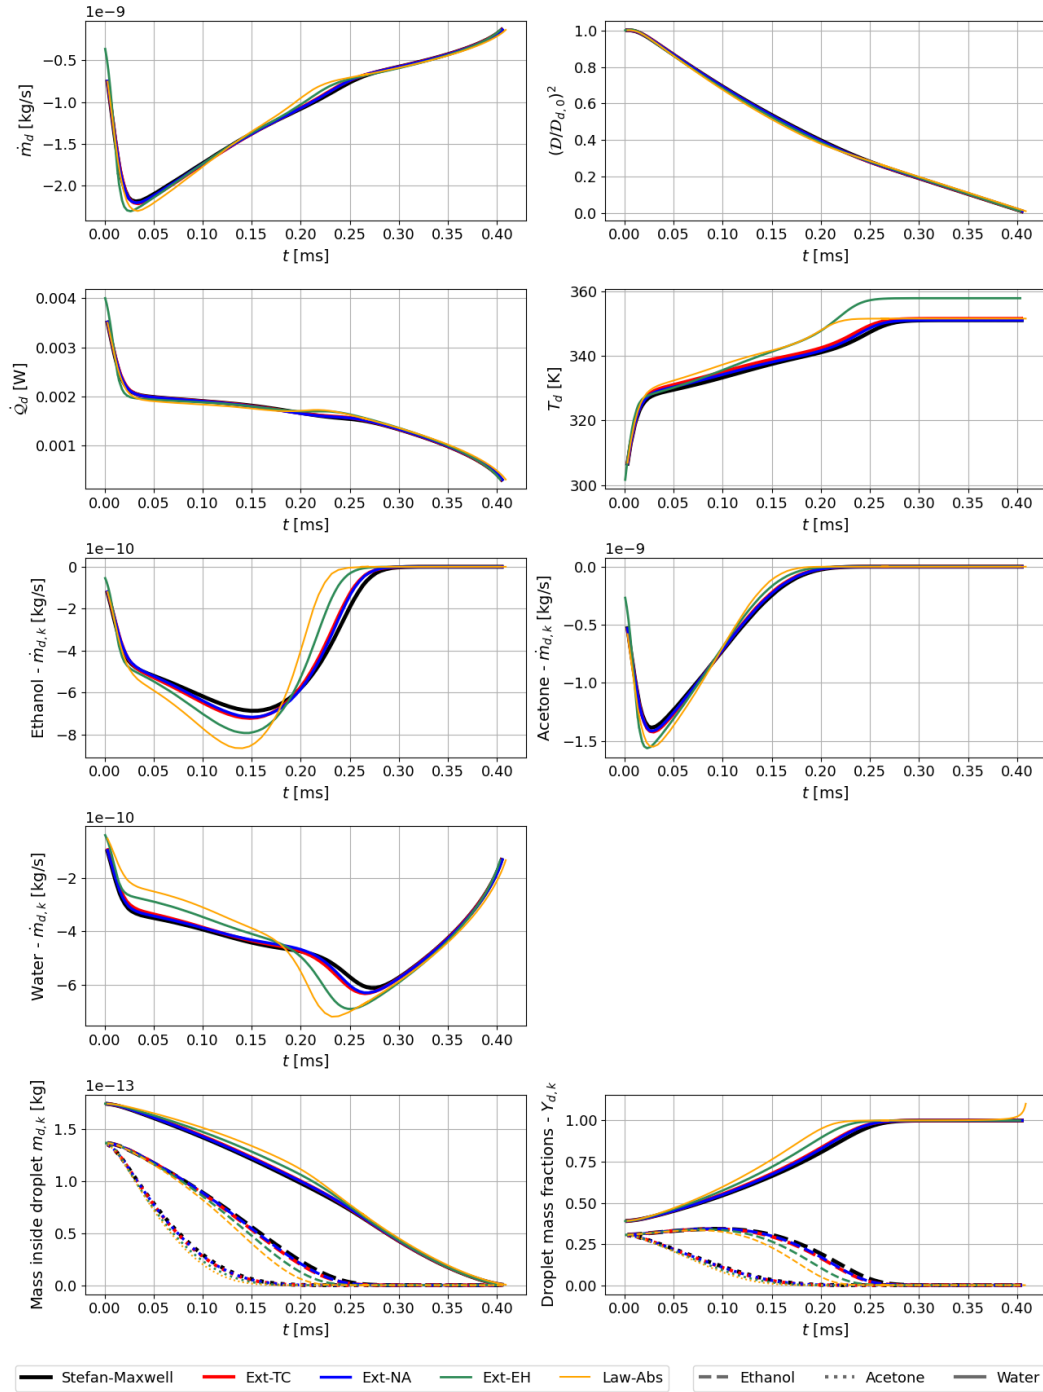 1e−9
−0.5
−1.0
−1.5
−2.0
0.00 0.05 0.10 0.15 0.20 0.25 0.30 0.35 0.40
t [ms]
ṁ_d [kg/s]
1.0
0.8
0.6
0.4
0.2
0.0
0.00 0.05 0.10 0.15 0.20 0.25 0.30 0.35 0.40
t [ms]
(𝒟/𝒟_{d,0})²
0.004
0.003
0.002
0.001
0.00 0.05 0.10 0.15 0.20 0.25 0.30 0.35 0.40
t [ms]
𝒬̇_d [W]
360
340
320
300
0.00 0.05 0.10 0.15 0.20 0.25 0.30 0.35 0.40
t [ms]
T_d [K]
1e−10
0
−2
−4
−6
−8
0.00 0.05 0.10 0.15 0.20 0.25 0.30 0.35 0.40
t [ms]
Ethanol - ṁ_{d,k} [kg/s]
1e−9
0.0
−0.5
−1.0
−1.5
0.00 0.05 0.10 0.15 0.20 0.25 0.30 0.35 0.40
t [ms]
Acetone - ṁ_{d,k} [kg/s]
1e−10
−2
−4
−6
0.00 0.05 0.10 0.15 0.20 0.25 0.30 0.35 0.40
t [ms]
Water - ṁ_{d,k} [kg/s]
1e−13
1.5
1.0
0.5
0.0
0.00 0.05 0.10 0.15 0.20 0.25 0.30 0.35 0.40
t [ms]
Mass inside droplet m_{d,k} [kg]
1.00
0.75
0.50
0.25
0.00
0.00 0.05 0.10 0.15 0.20 0.25 0.30 0.35 0.40
t [ms]
Droplet mass fractions - Y_{d,k}
Stefan-Maxwell Ext-TC Ext-NA Ext-EH Law-Abs Ethanol Acetone Water